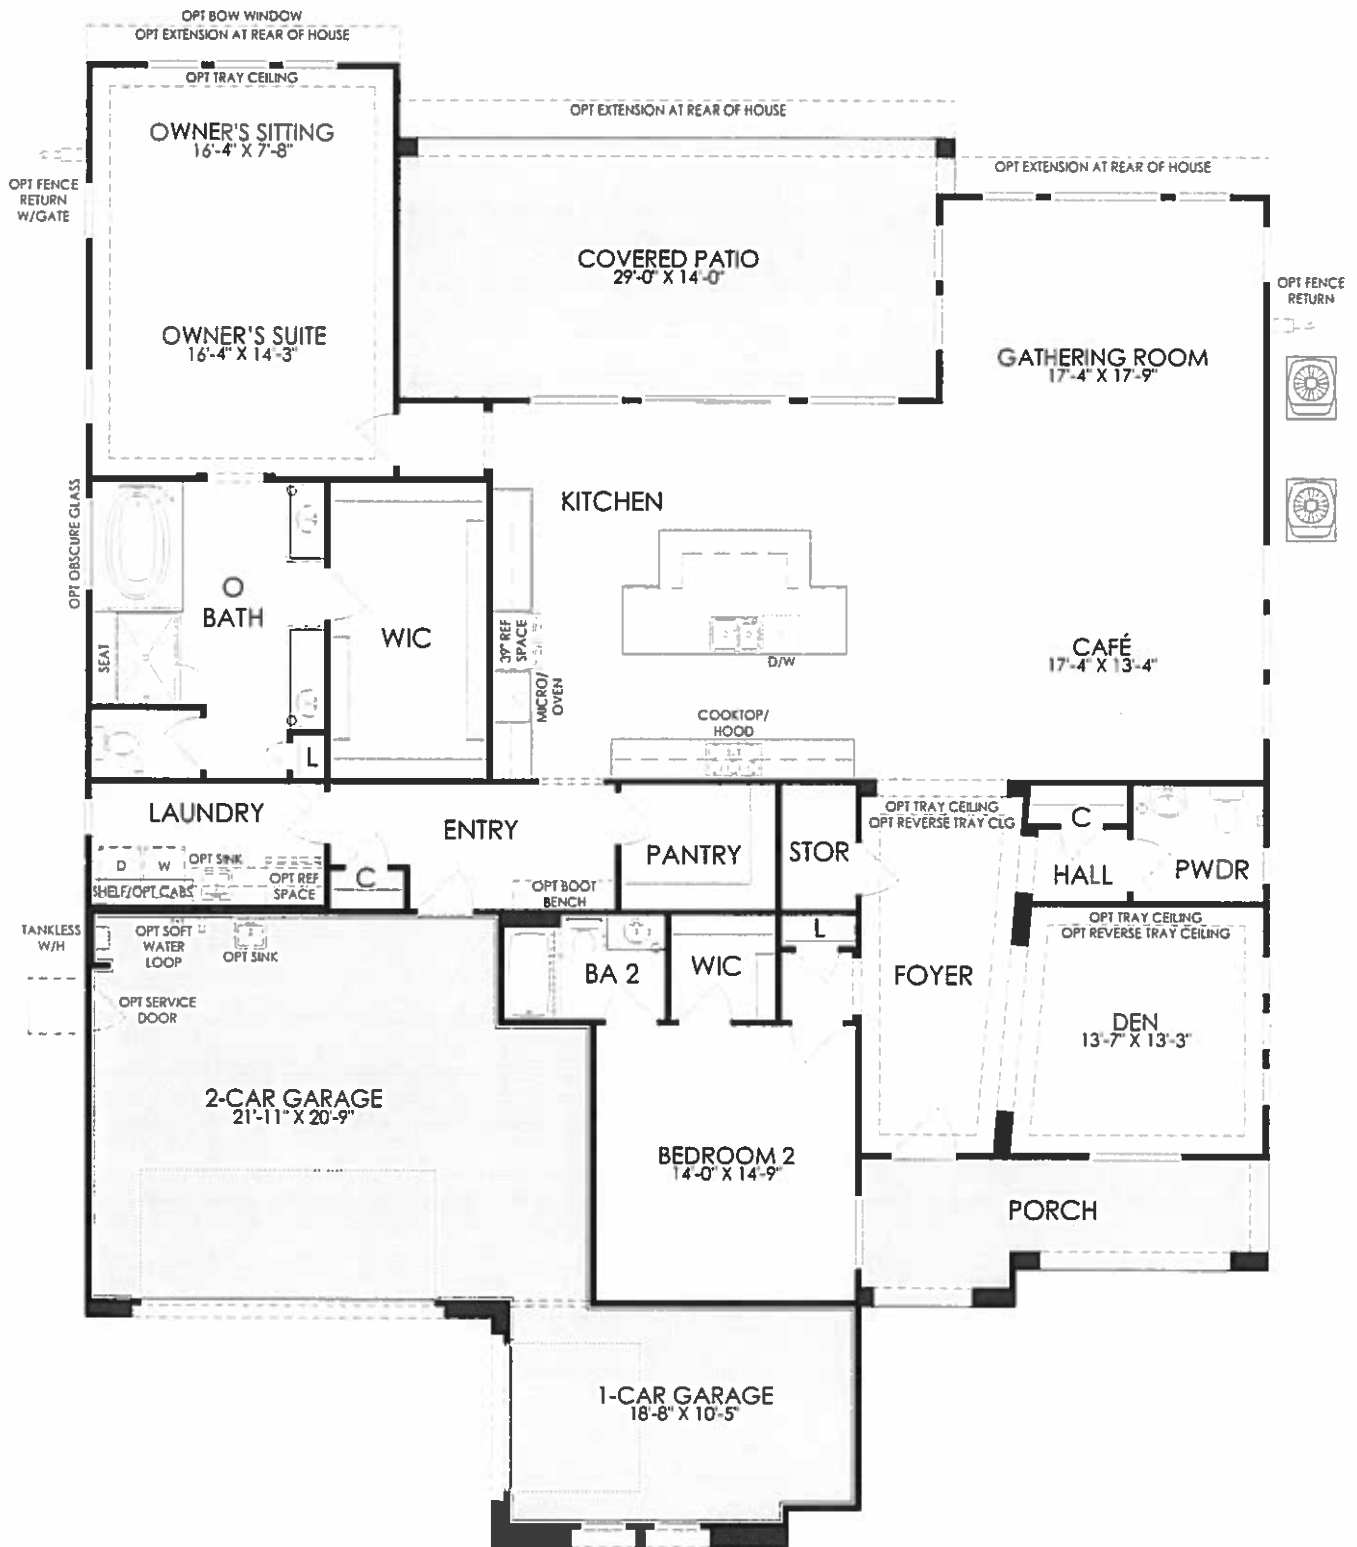 OPT BOW WINDOW
OPT EXTENSION AT REAR OF HOUSE
OPT TRAY CEILING
OWNER'S SITTING
16'-4" X 7'-8"
OPT FENCE
RETURN
W/GATE
OWNER'S SUITE
16'-4" X 14'-3"
OPT EXTENSION AT REAR OF HOUSE
COVERED PATIO
29'-0" X 14'-0"
OPT EXTENSION AT REAR OF HOUSE
OPT FENCE
RETURN
GATHERING ROOM
17'-4" X 17'-9"
OPT OBSCURE GLASS
O
BATH
SEAT
L
WIC
KITCHEN
39" REF
SPACE
MICRO/
OVEN
D/W
COOKTOP/
HOOD
CAFÉ
17'-4" X 13'-4"
LAUNDRY
D
W
OPT SINK
SHELF/OPT CABS
OPT REF
SPACE
ENTRY
C
OPT BOOT
BENCH
PANTRY
STOR
OPT TRAY CEILING
OPT REVERSE TRAY CLG
C
HALL
PWDR
TANKLESS
W/H
OPT SOFT
WATER
LOOP
OPT SINK
OPT SERVICE
DOOR
BA 2
WIC
L
FOYER
OPT TRAY CEILING
OPT REVERSE TRAY CEILING
DEN
13'-7" X 13'-3"
2-CAR GARAGE
21'-11" X 20'-9"
BEDROOM 2
14'-0" X 14'-9"
PORCH
1-CAR GARAGE
18'-8" X 10'-5"